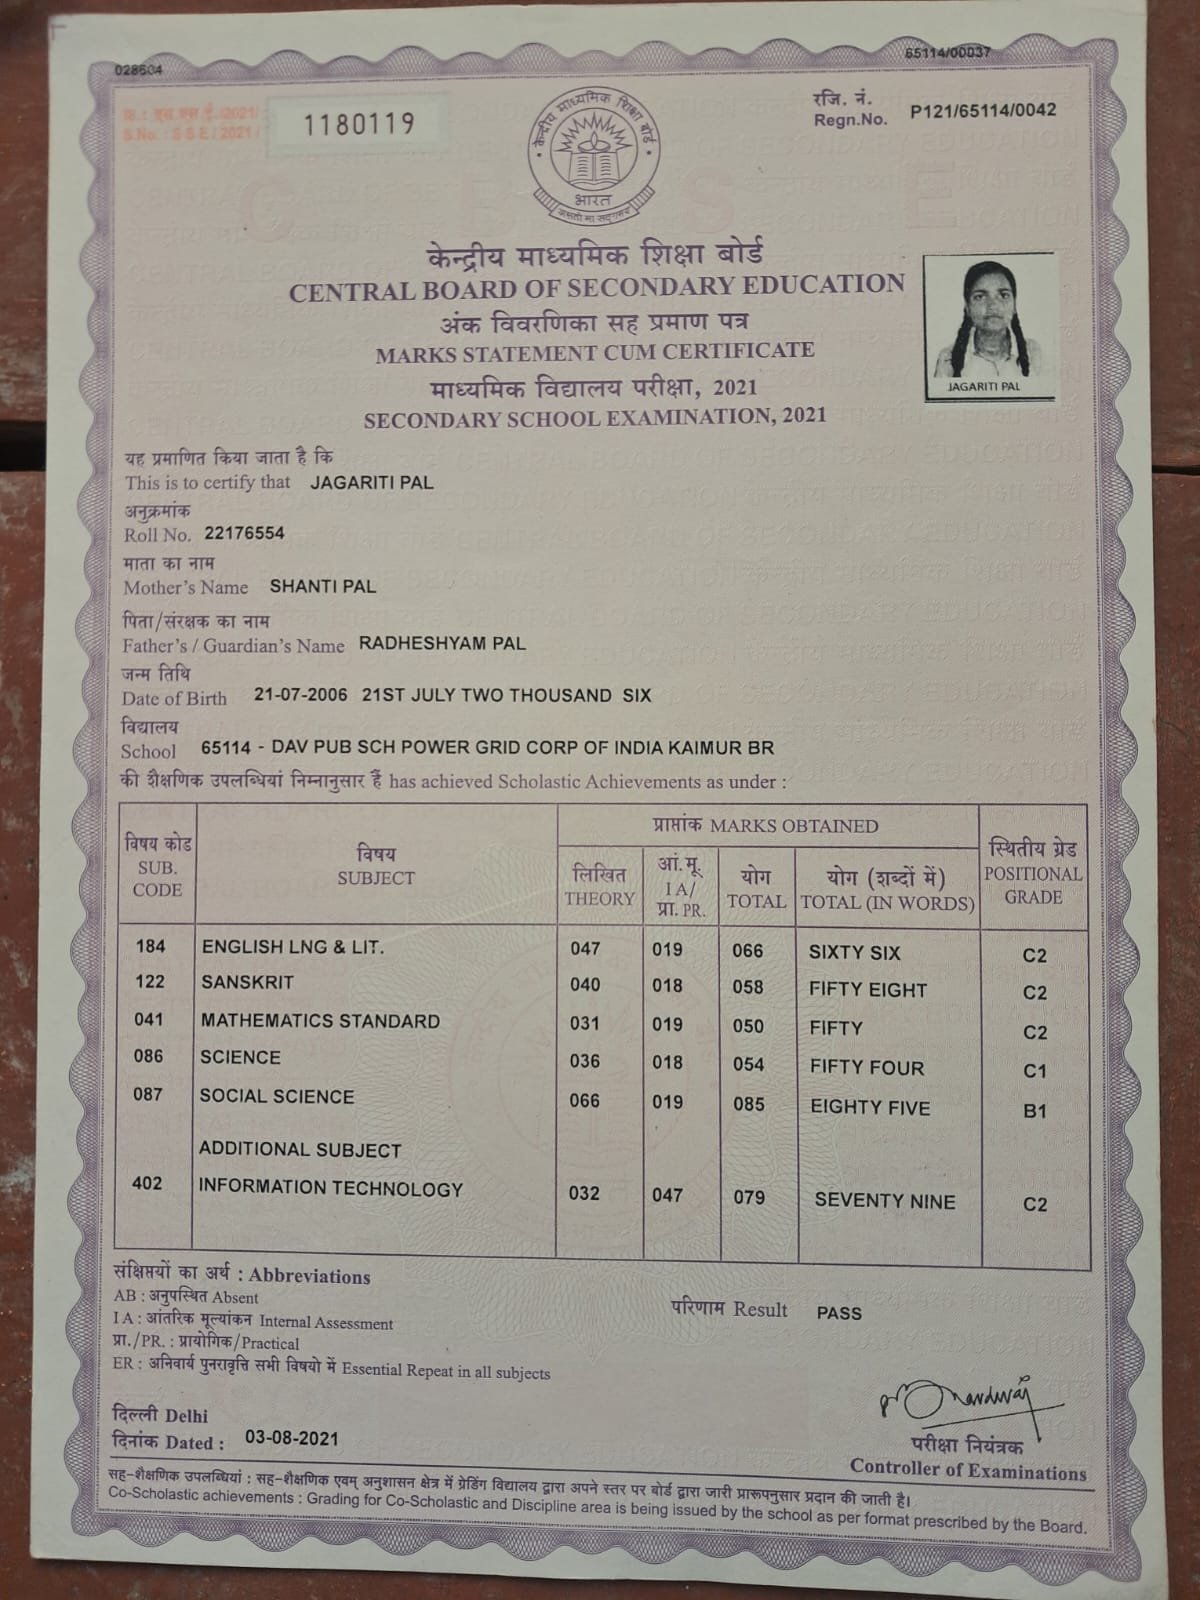 028504
65114/00037
क्र.: एस.एस.ई./2021/
S.No. : S S E / 2021 /
1180119
रजि. नं.
Regn.No. P121/65114/0042
केन्द्रीय माध्यमिक शिक्षा बोर्ड
भारत
असतो मा सद्गमय
केन्द्रीय माध्यमिक शिक्षा बोर्ड
CENTRAL BOARD OF SECONDARY EDUCATION
अंक विवरणिका सह प्रमाण पत्र
MARKS STATEMENT CUM CERTIFICATE
माध्यमिक विद्यालय परीक्षा, 2021
SECONDARY SCHOOL EXAMINATION, 2021
JAGARITI PAL
यह प्रमाणित किया जाता है कि
This is to certify that JAGARITI PAL
अनुक्रमांक
Roll No. 22176554
माता का नाम
Mother's Name SHANTI PAL
पिता/संरक्षक का नाम
Father's / Guardian's Name RADHESHYAM PAL
जन्म तिथि
Date of Birth 21-07-2006 21ST JULY TWO THOUSAND SIX
विद्यालय
School 65114 - DAV PUB SCH POWER GRID CORP OF INDIA KAIMUR BR
की शैक्षणिक उपलब्धियां निम्नानुसार हैं has achieved Scholastic Achievements as under :
विषय कोड
SUB.
CODE
विषय
SUBJECT
प्राप्तांक MARKS OBTAINED
लिखित
THEORY
आं.मू.
I A/
प्रा. PR.
योग
TOTAL
योग (शब्दों में)
TOTAL (IN WORDS)
स्थितीय ग्रेड
POSITIONAL
GRADE
184 ENGLISH LNG & LIT. 047 019 066 SIXTY SIX C2
122 SANSKRIT 040 018 058 FIFTY EIGHT C2
041 MATHEMATICS STANDARD 031 019 050 FIFTY C2
086 SCIENCE 036 018 054 FIFTY FOUR C1
087 SOCIAL SCIENCE 066 019 085 EIGHTY FIVE B1
ADDITIONAL SUBJECT
402 INFORMATION TECHNOLOGY 032 047 079 SEVENTY NINE C2
संक्षिप्तियों का अर्थ : Abbreviations
AB : अनुपस्थित Absent
I A : आंतरिक मूल्यांकन Internal Assessment
प्रा./PR. : प्रायोगिक/Practical
ER : अनिवार्य पुनरावृत्ति सभी विषयो में Essential Repeat in all subjects
परिणाम Result PASS
दिल्ली Delhi
दिनांक Dated : 03-08-2021
परीक्षा नियंत्रक
Controller of Examinations
सह-शैक्षणिक उपलब्धियां : सह-शैक्षणिक एवम् अनुशासन क्षेत्र में ग्रेडिंग विद्यालय द्वारा अपने स्तर पर बोर्ड द्वारा जारी प्रारूपनुसार प्रदान की जाती है।
Co-Scholastic achievements : Grading for Co-Scholastic and Discipline area is being issued by the school as per format prescribed by the Board.